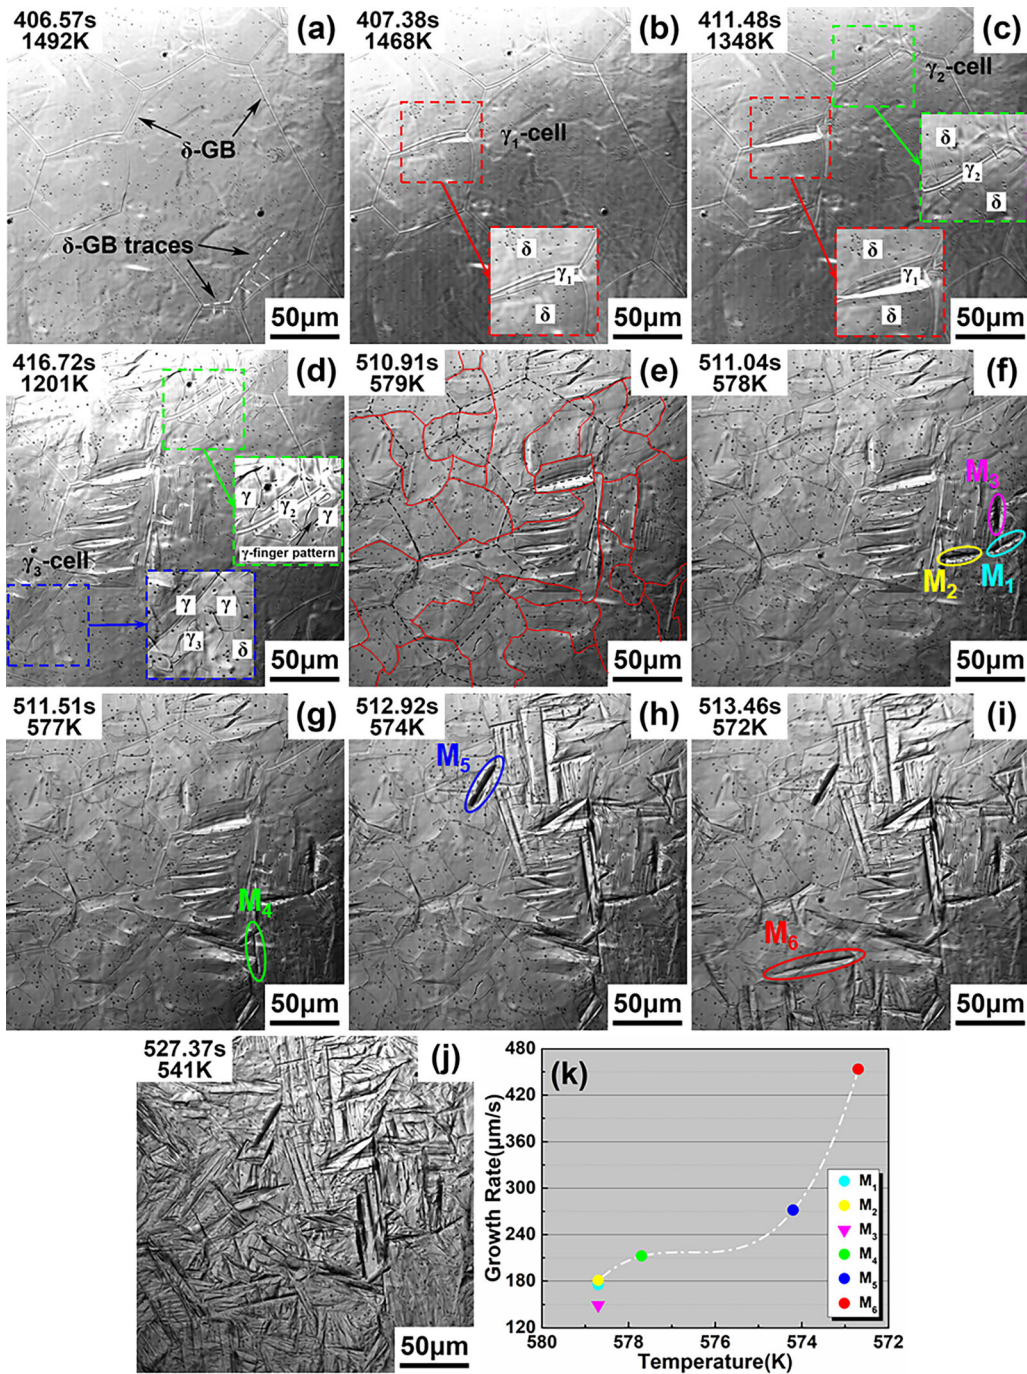 406.57s
1492K
(a)
δ-GB
δ-GB traces
50μm
407.38s
1468K
(b)
γ1-cell
δ
γ1
δ
50μm
411.48s
1348K
(c)
γ2-cell
δ
γ2
δ
δ
γ1
δ
50μm
416.72s
1201K
(d)
γ
γ2
γ
γ-finger pattern
γ3-cell
γ
γ
γ3
δ
50μm
510.91s
579K
(e)
50μm
511.04s
578K
(f)
M3
M2
M1
50μm
511.51s
577K
(g)
M4
50μm
512.92s
574K
(h)
M5
50μm
513.46s
572K
(i)
M6
50μm
527.37s
541K
(j)
50μm
(k)
Growth Rate(μm/s)
480
420
360
300
240
180
120
580
578
576
574
572
Temperature(K)
M1
M2
M3
M4
M5
M6